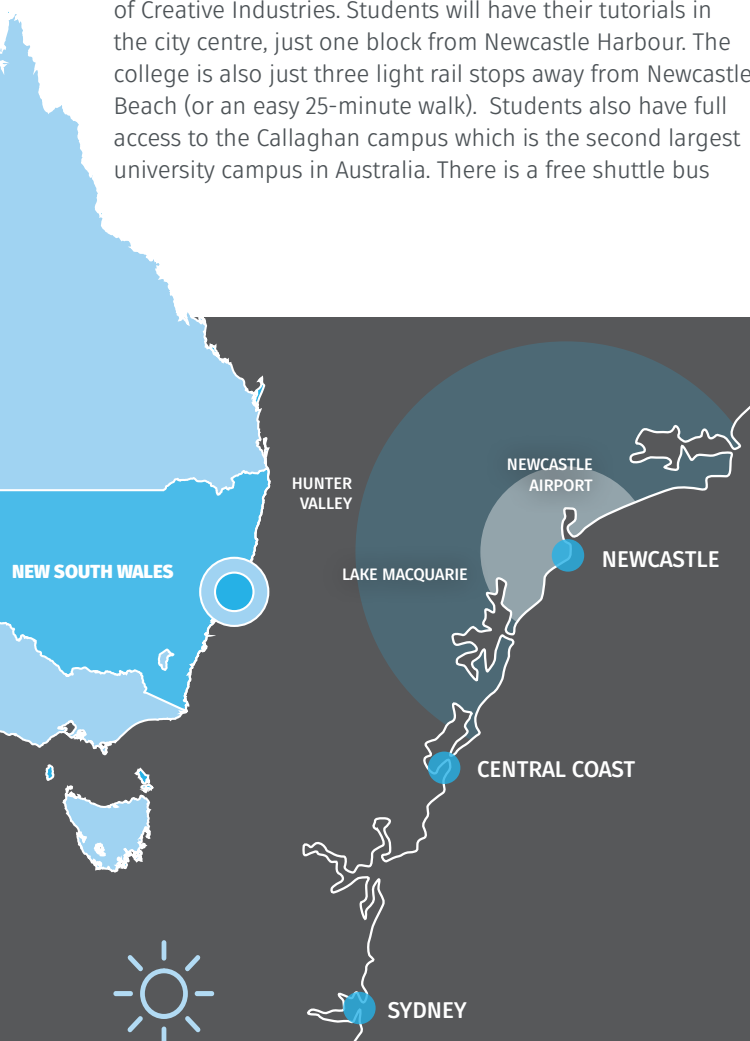 of Creative Industries. Students will have their tutorials in
the city centre, just one block from Newcastle Harbour. The
college is also just three light rail stops away from Newcastle
Beach (or an easy 25-minute walk).  Students also have full
access to the Callaghan campus which is the second largest
university campus in Australia. There is a free shuttle bus
NEWCASTLE
AIRPORT
HUNTER
VALLEY
NEWCASTLE
NEW SOUTH WALES
LAKE MACQUARIE
CENTRAL COAST
SYDNEY